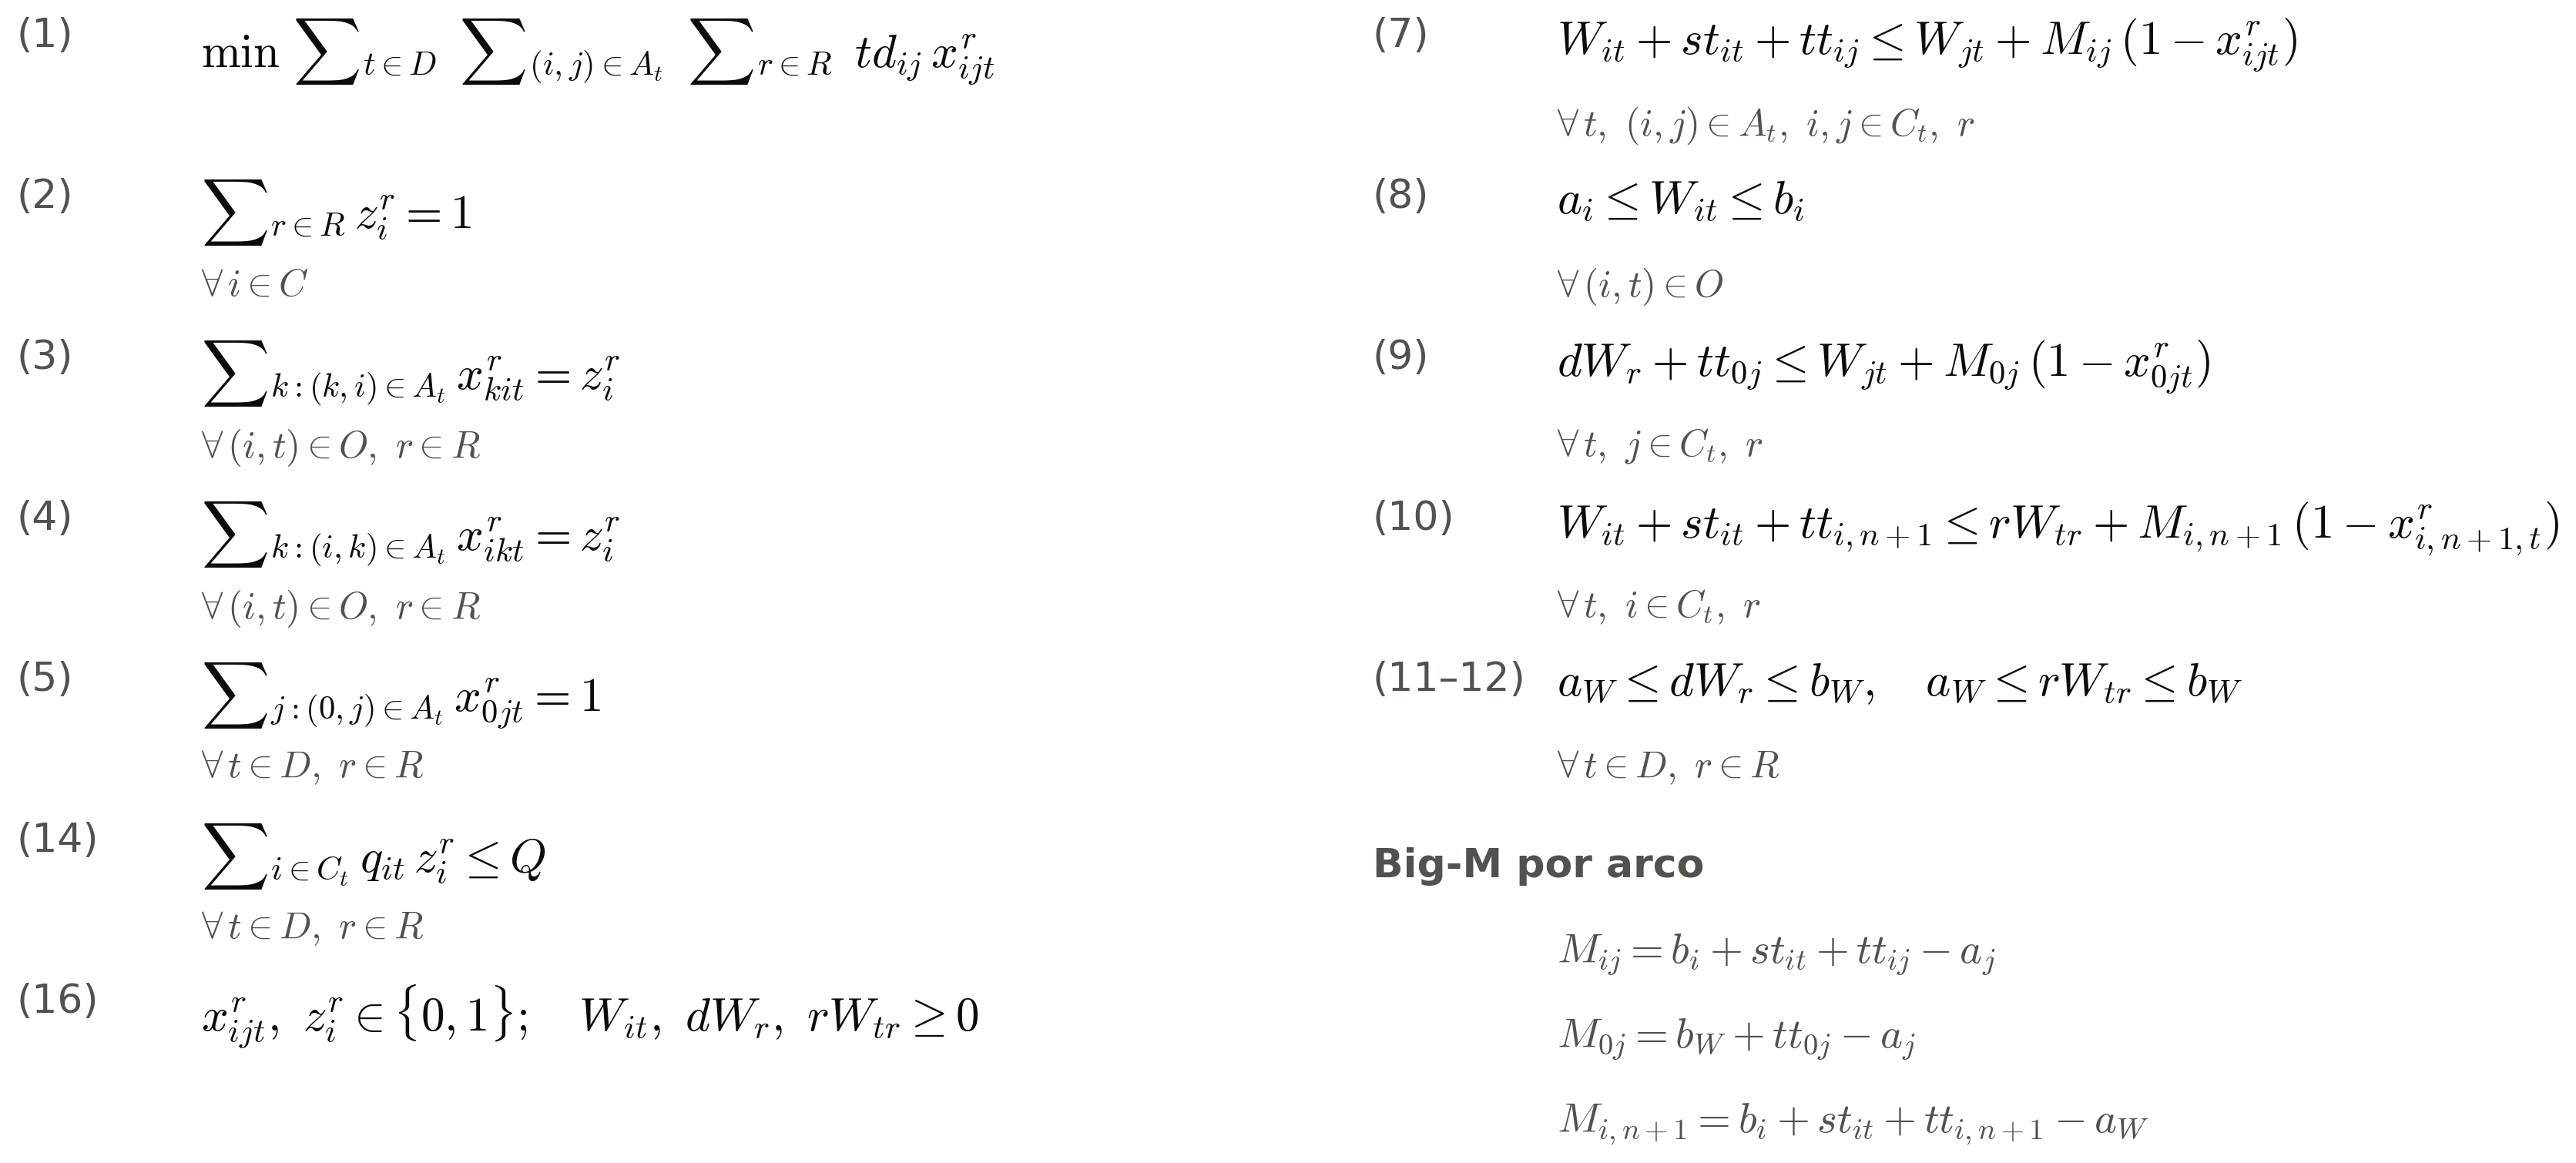 (1) min ∑_{t ∈ D} ∑_{(i, j) ∈ A_t} ∑_{r ∈ R} td_{ij} x^r_{ijt}
(2) ∑_{r ∈ R} z^r_i = 1
∀ i ∈ C
(3) ∑_{k : (k, i) ∈ A_t} x^r_{kit} = z^r_i
∀ (i, t) ∈ O, r ∈ R
(4) ∑_{k : (i, k) ∈ A_t} x^r_{ikt} = z^r_i
∀ (i, t) ∈ O, r ∈ R
(5) ∑_{j : (0, j) ∈ A_t} x^r_{0jt} = 1
∀ t ∈ D, r ∈ R
(14) ∑_{i ∈ C_t} q_{it} z^r_i ≤ Q
∀ t ∈ D, r ∈ R
(16) x^r_{ijt}, z^r_i ∈ {0, 1}; W_{it}, dW_r, rW_{tr} ≥ 0
(7) W_{it} + st_{it} + tt_{ij} ≤ W_{jt} + M_{ij} (1 − x^r_{ijt})
∀ t, (i, j) ∈ A_t, i, j ∈ C_t, r
(8) a_i ≤ W_{it} ≤ b_i
∀ (i, t) ∈ O
(9) dW_r + tt_{0j} ≤ W_{jt} + M_{0j} (1 − x^r_{0jt})
∀ t, j ∈ C_t, r
(10) W_{it} + st_{it} + tt_{i, n + 1} ≤ rW_{tr} + M_{i, n + 1} (1 − x^r_{i, n + 1, t})
∀ t, i ∈ C_t, r
(11–12) a_W ≤ dW_r ≤ b_W, a_W ≤ rW_{tr} ≤ b_W
∀ t ∈ D, r ∈ R
Big-M por arco
M_{ij} = b_i + st_{it} + tt_{ij} − a_j
M_{0j} = b_W + tt_{0j} − a_j
M_{i, n + 1} = b_i + st_{it} + tt_{i, n + 1} − a_W